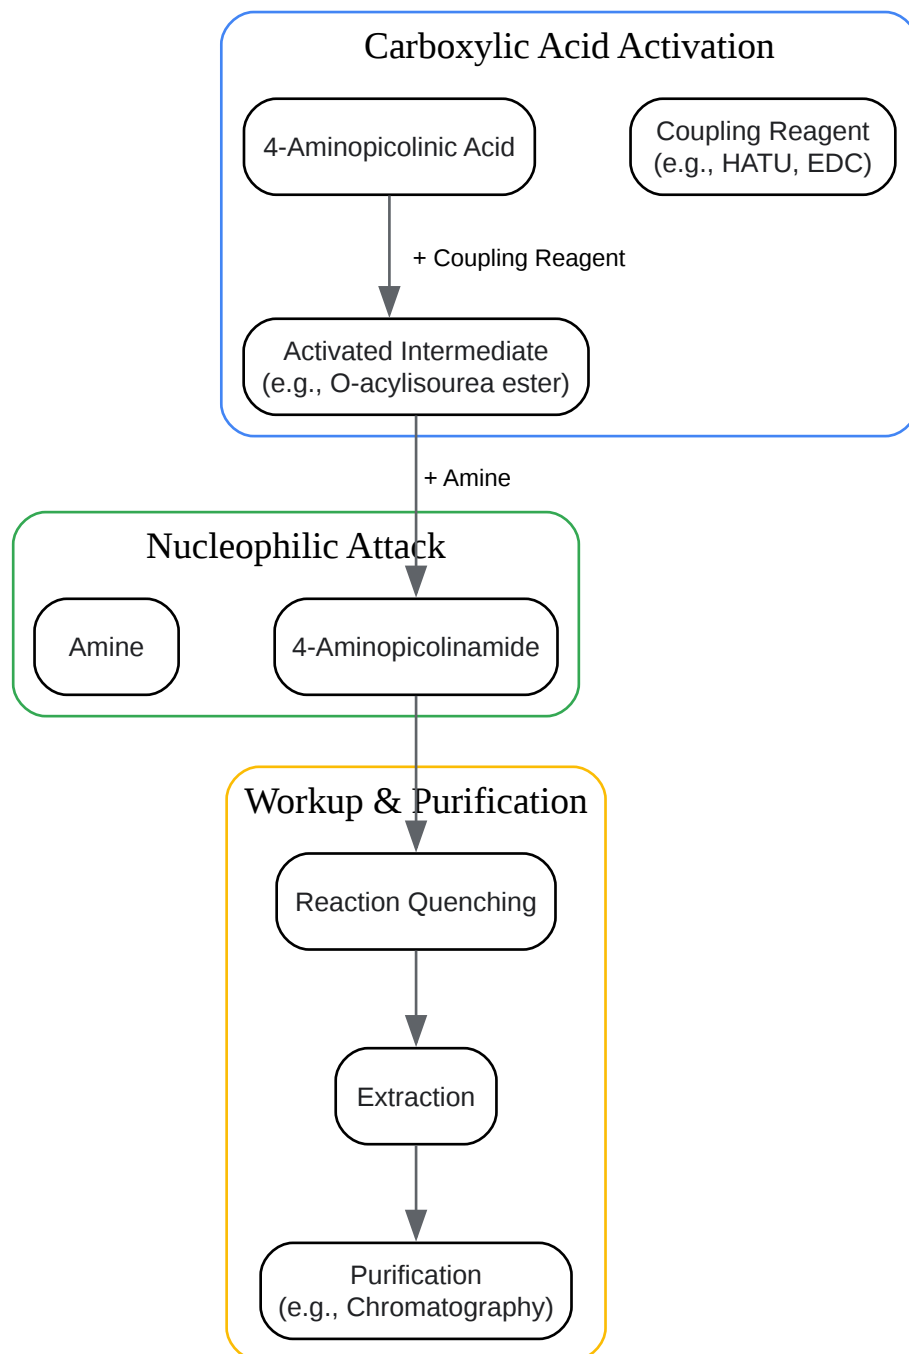 Carboxylic Acid Activation
4-Aminopicolinic Acid
Coupling Reagent
(e.g., HATU, EDC)
+ Coupling Reagent
Activated Intermediate
(e.g., O-acylisourea ester)
+ Amine
Nucleophilic Attack
Amine
4-Aminopicolinamide
Workup & Purification
Reaction Quenching
Extraction
Purification
(e.g., Chromatography)